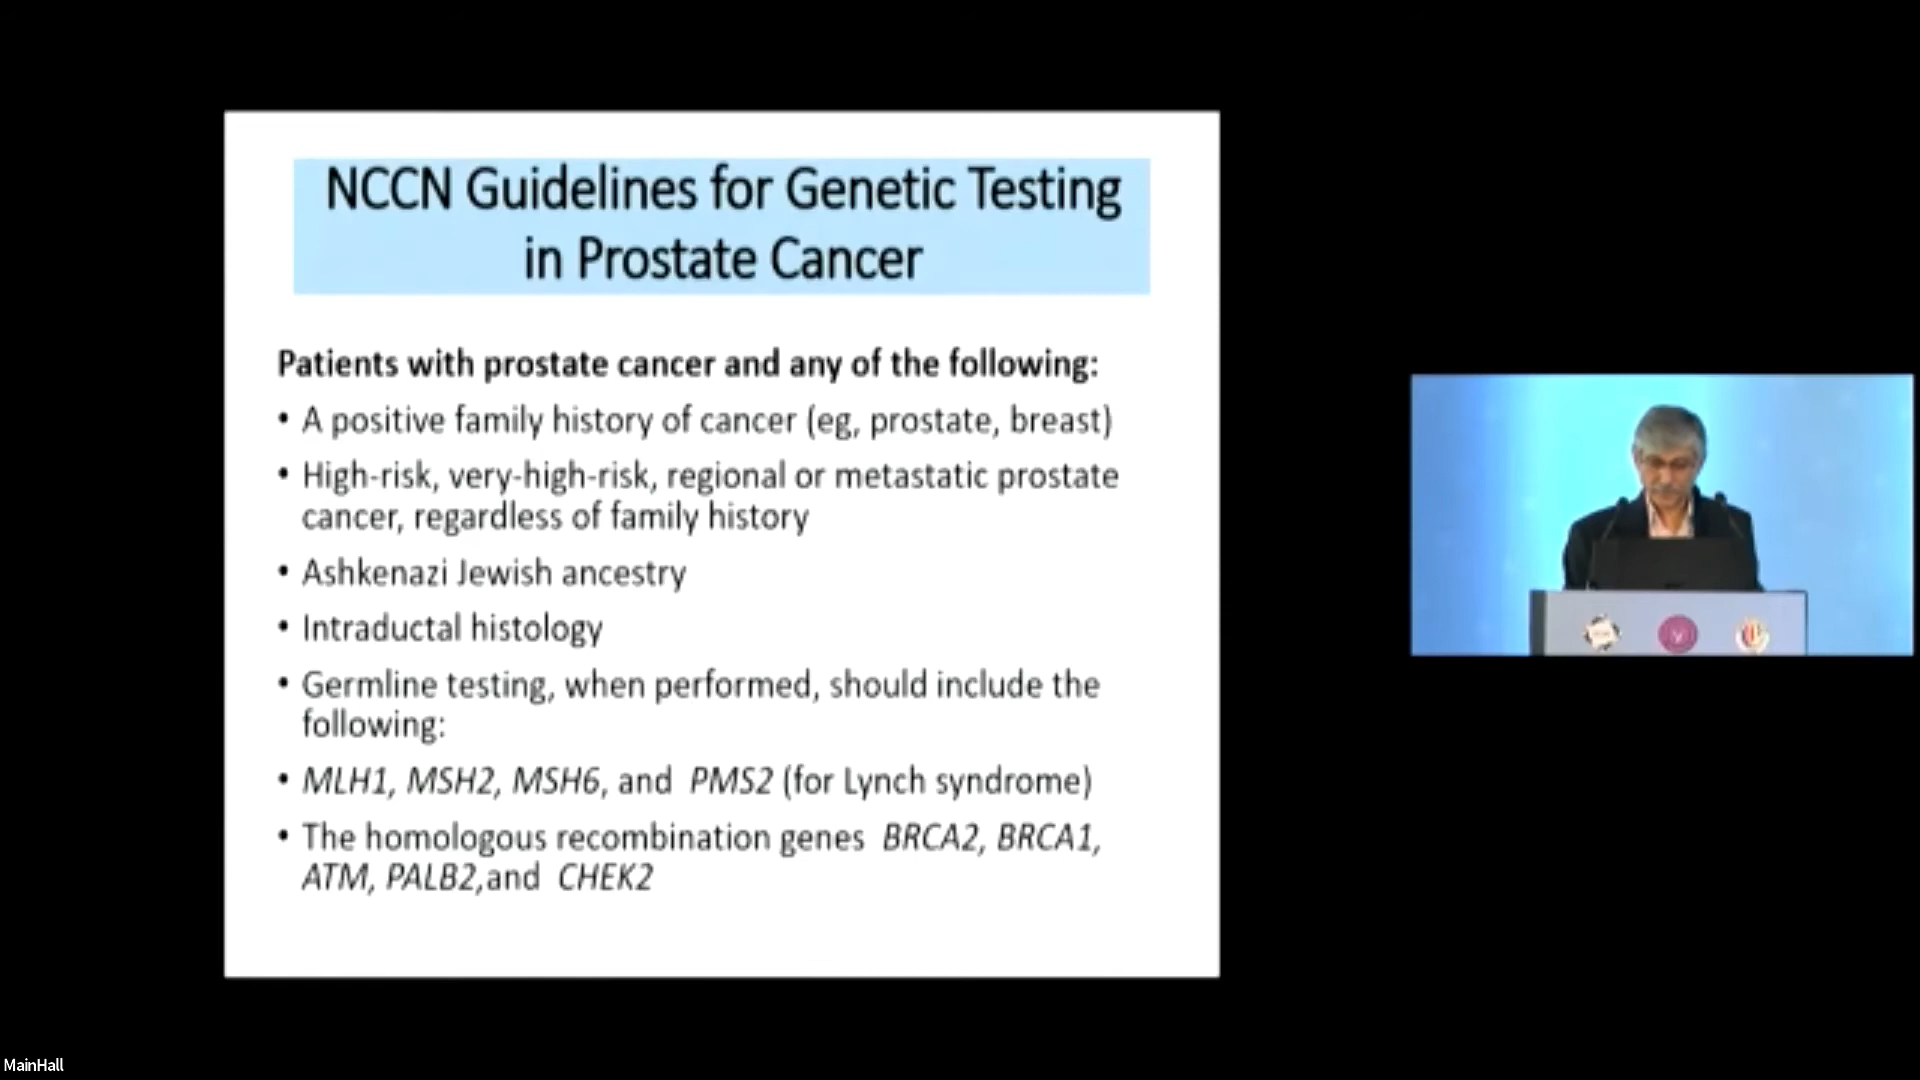 NCCN Guidelines for Genetic Testing
in Prostate Cancer
Patients with prostate cancer and any of the following:
• A positive family history of cancer (eg, prostate, breast)
• High-risk, very-high-risk, regional or metastatic prostate
cancer, regardless of family history
• Ashkenazi Jewish ancestry
• Intraductal histology
• Germline testing, when performed, should include the
following:
• MLH1, MSH2, MSH6, and PMS2 (for Lynch syndrome)
• The homologous recombination genes BRCA2, BRCA1,
ATM, PALB2,and CHEK2
MainHall